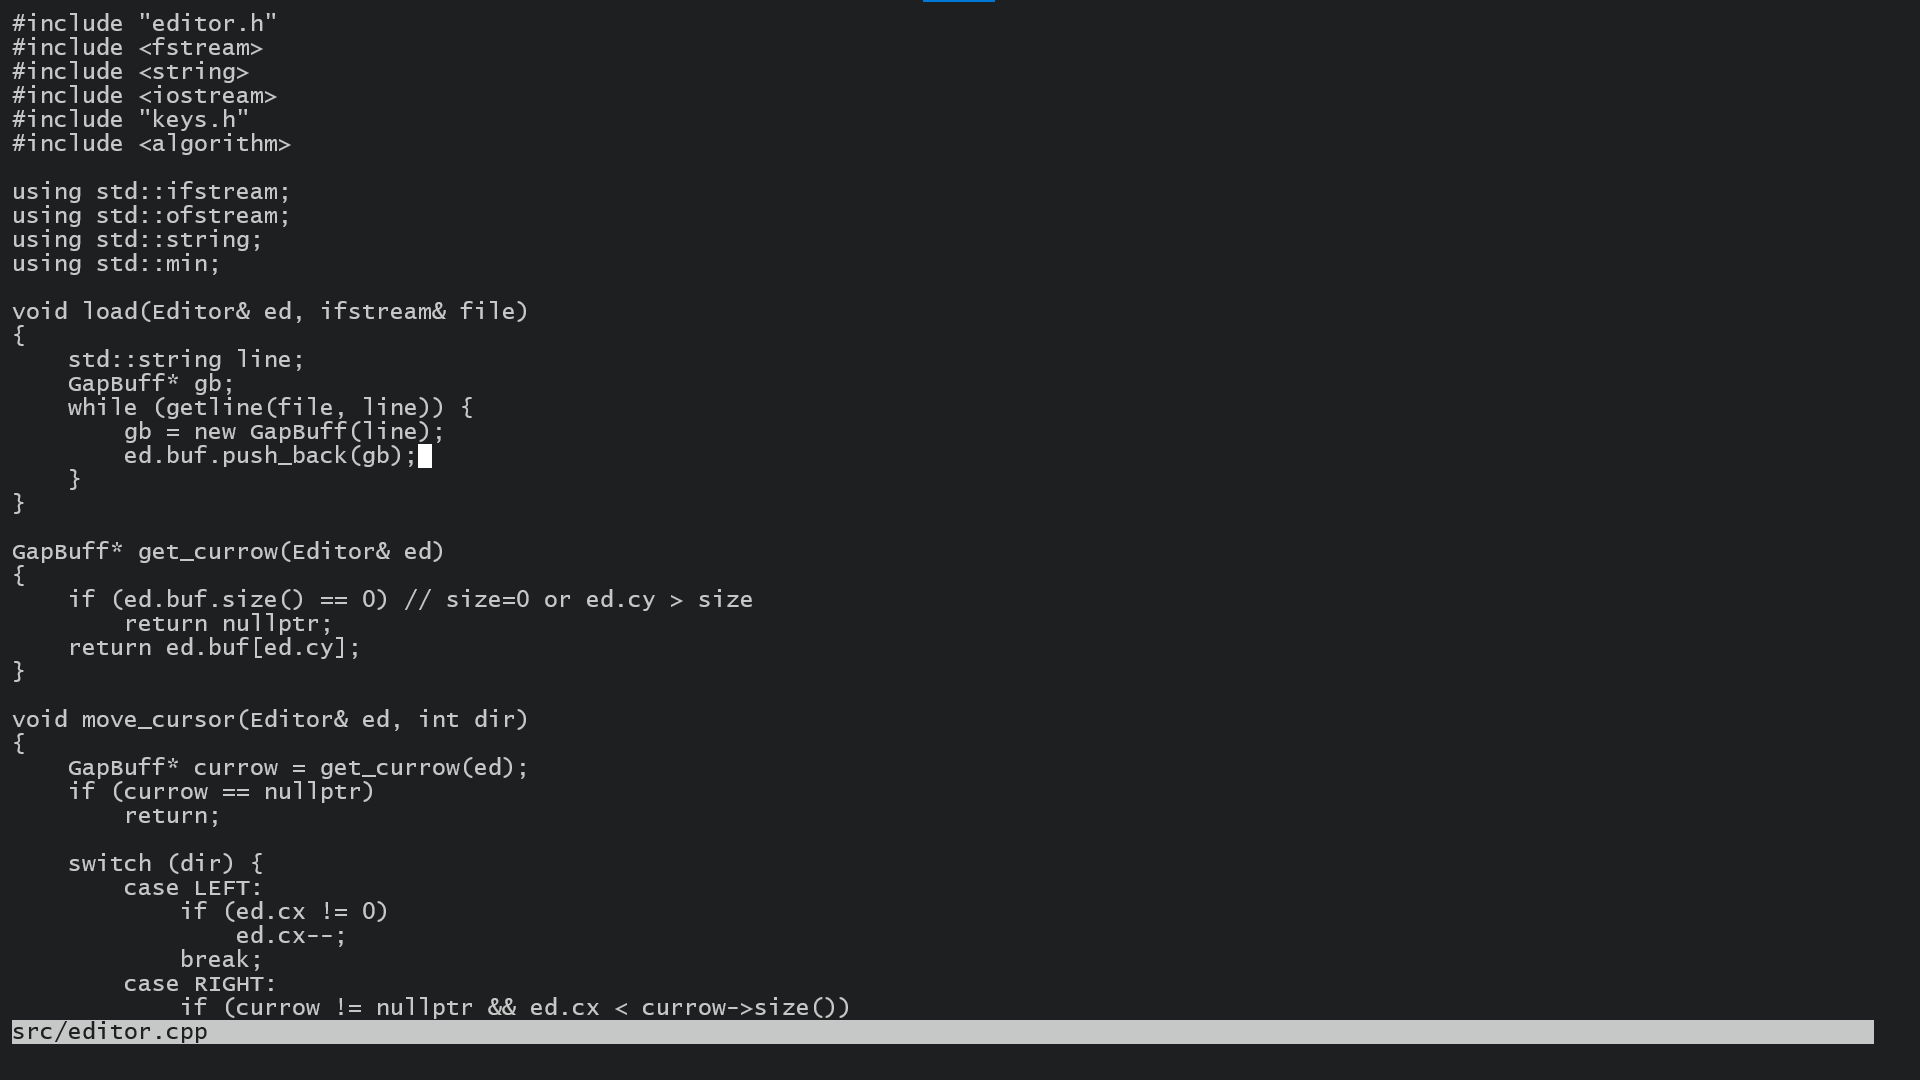 #include "editor.h"
#include <fstream>
#include <string>
#include <iostream>
#include "keys.h"
#include <algorithm>

using std::ifstream;
using std::ofstream;
using std::string;
using std::min;

void load(Editor& ed, ifstream& file)
{
    std::string line;
    GapBuff* gb;
    while (getline(file, line)) {
        gb = new GapBuff(line);
        ed.buf.push_back(gb);
    }
}

GapBuff* get_currow(Editor& ed)
{
    if (ed.buf.size() == 0) // size=0 or ed.cy > size
        return nullptr;
    return ed.buf[ed.cy];
}

void move_cursor(Editor& ed, int dir)
{
    GapBuff* currow = get_currow(ed);
    if (currow == nullptr)
        return;

    switch (dir) {
        case LEFT:
            if (ed.cx != 0)
                ed.cx--;
            break;
        case RIGHT:
            if (currow != nullptr && ed.cx < currow->size())
src/editor.cpp